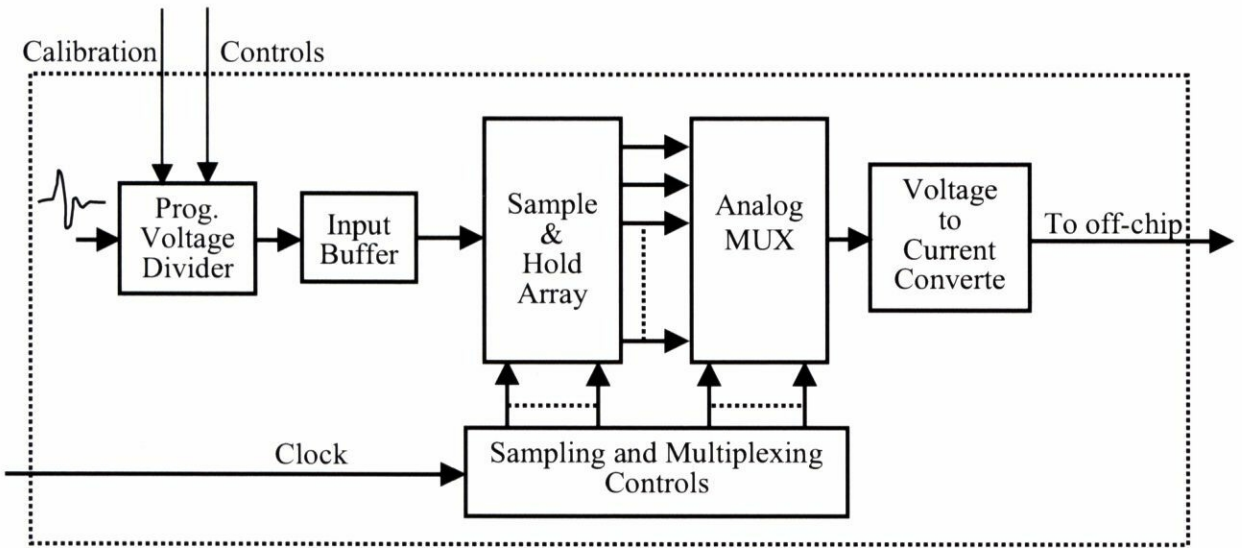 Calibration
Controls
Prog.
Voltage
Divider
Input
Buffer
Sample
&
Hold
Array
Analog
MUX
Voltage
to
Current
Converte
To off-chip
Clock
Sampling and Multiplexing
Controls